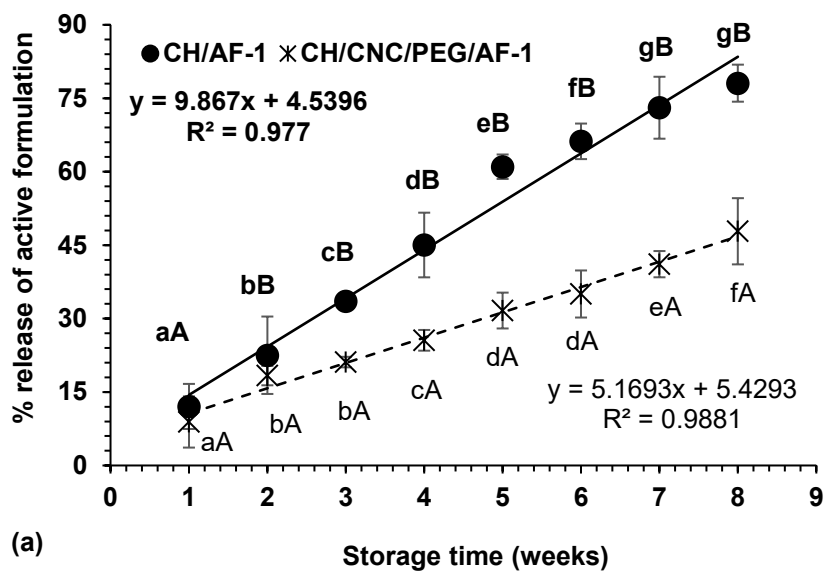 90
75
60
45
30
15
0
% release of active formulation
CH/AF-1 CH/CNC/PEG/AF-1
y = 9.867x + 4.5396
R² = 0.977
aA
bB
cB
dB
eB
fB
gB
gB
aA
bA
bA
cA
dA
dA
eA
fA
y = 5.1693x + 5.4293
R² = 0.9881
0 1 2 3 4 5 6 7 8 9
(a)
Storage time (weeks)